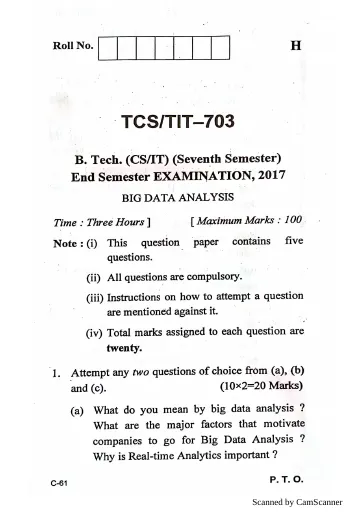 Roll No. H
TCS/TIT–703
B. Tech. (CS/IT) (Seventh Semester)
End Semester EXAMINATION, 2017
BIG DATA ANALYSIS
Time : Three Hours ] [ Maximum Marks : 100
Note : (i) This question paper contains five
questions.
(ii) All questions are compulsory.
(iii) Instructions on how to attempt a question
are mentioned against it.
(iv) Total marks assigned to each question are
twenty.
1. Attempt any two questions of choice from (a), (b)
and (c). (10×2=20 Marks)
(a) What do you mean by big data analysis ?
What are the major factors that motivate
companies to go for Big Data Analysis ?
Why is Real-time Analytics important ?
C-61 P. T. O.
Scanned by CamScanner